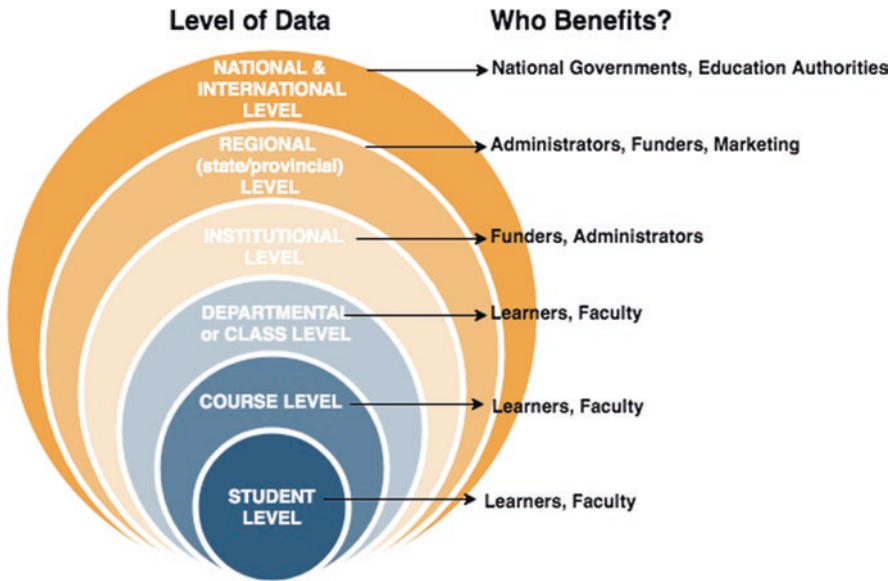 Level of Data
Who Benefits?
NATIONAL &
INTERNATIONAL
LEVEL
National Governments, Education Authorities
REGIONAL
(state/provincial)
LEVEL
Administrators, Funders, Marketing
INSTITUTIONAL
LEVEL
Funders, Administrators
DEPARTMENTAL
or CLASS LEVEL
Learners, Faculty
COURSE LEVEL
Learners, Faculty
STUDENT
LEVEL
Learners, Faculty